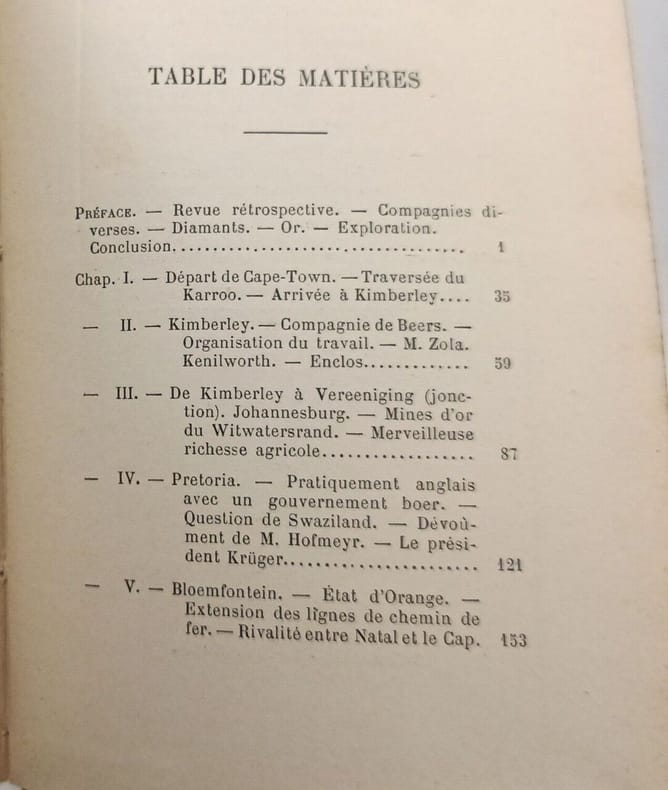 TABLE DES MATIÈRES
PRÉFACE. — Revue rétrospective. — Compagnies di-
verses. — Diamants. — Or. — Exploration.
Conclusion.................................. 1
Chap. I. — Départ de Cape-Town. — Traversée du
Karroo. — Arrivée à Kimberley.... 35
— II. — Kimberley. — Compagnie de Beers. —
Organisation du travail. — M. Zola.
Kenilworth. — Enclos............. 59
— III. — De Kimberley à Vereeniging (jonc-
tion). Johannesburg. — Mines d'or
du Witwatersrand. — Merveilleuse
richesse agricole.................. 87
— IV. — Pretoria. — Pratiquement anglais
avec un gouvernement boer. —
Question de Swaziland. — Dévoû-
ment de M. Hofmeyr. — Le prési-
dent Krüger....................... 121
— V. — Bloemfontein. — État d'Orange. —
Extension des lignes de chemin de
fer. — Rivalité entre Natal et le Cap. 153